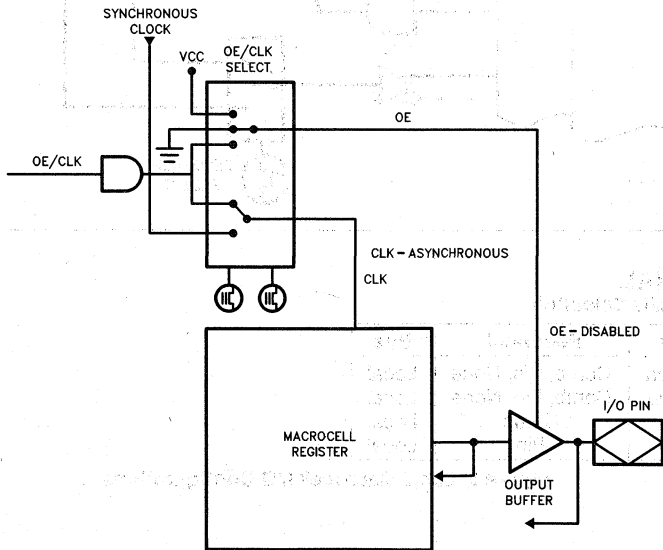 SYNCHRONOUS
CLOCK
OE/CLK
SELECT
VCC
OE
OE/CLK
CLK – ASYNCHRONOUS
CLK
OE – DISABLED
I/O PIN
MACROCELL
REGISTER
OUTPUT
BUFFER